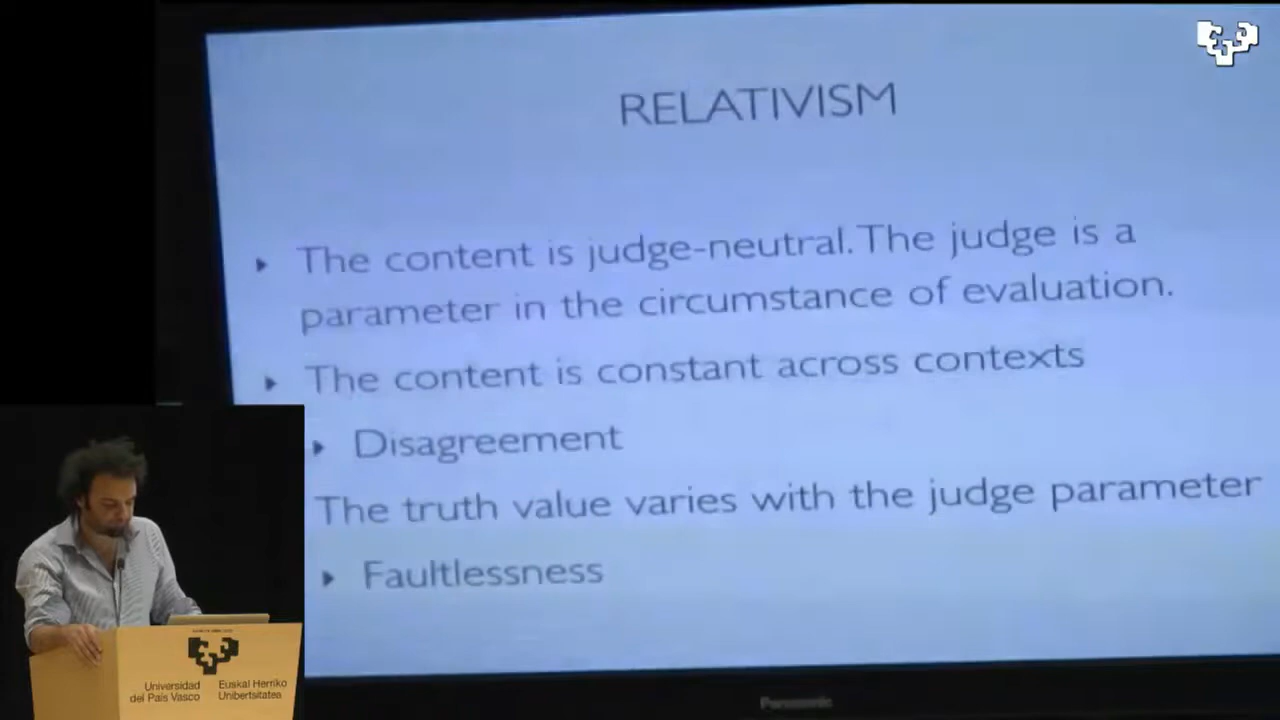 RELATIVISM
The content is judge-neutral. The judge is a
parameter in the circumstance of evaluation.
The content is constant across contexts
Disagreement
The truth value varies with the judge parameter
Faultlessness
Universidad
del País Vasco
Euskal Herriko
Unibertsitatea
Panasonic